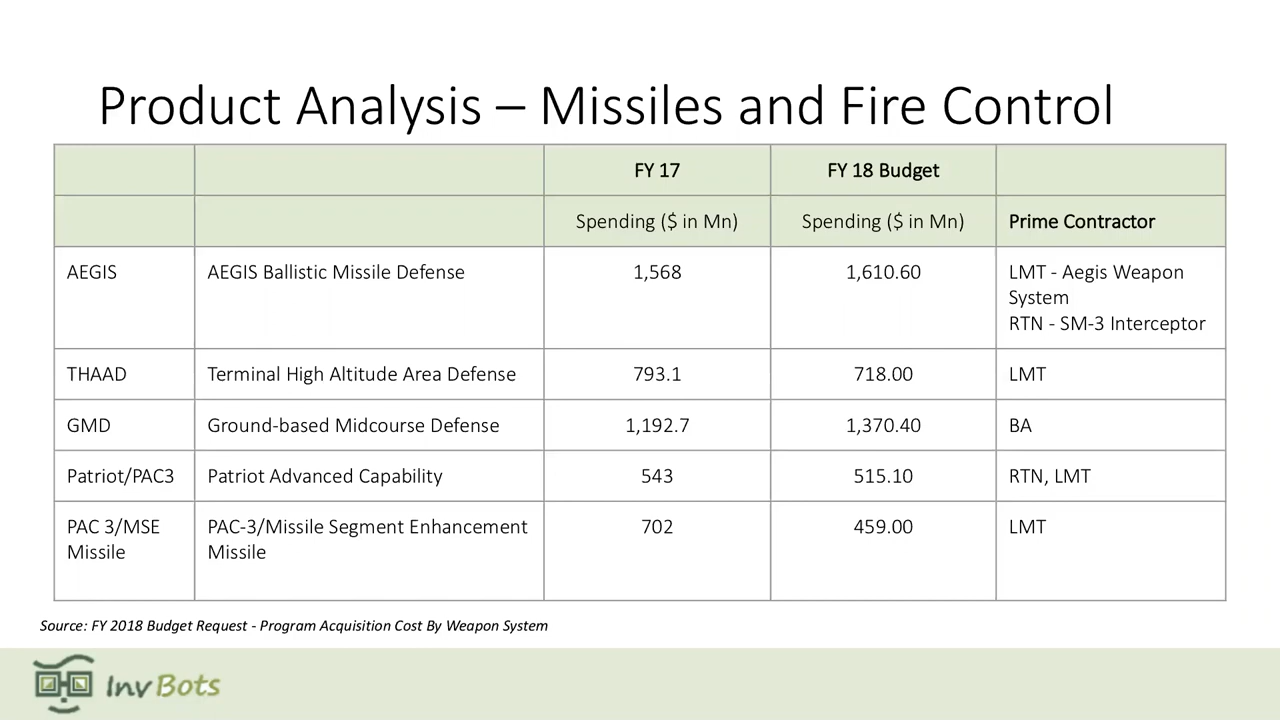 Product Analysis – Missiles and Fire Control
FY 17 FY 18 Budget
Spending ($ in Mn) Spending ($ in Mn) Prime Contractor
AEGIS AEGIS Ballistic Missile Defense 1,568 1,610.60 LMT - Aegis Weapon
System
RTN - SM-3 Interceptor
THAAD Terminal High Altitude Area Defense 793.1 718.00 LMT
GMD Ground-based Midcourse Defense 1,192.7 1,370.40 BA
Patriot/PAC3 Patriot Advanced Capability 543 515.10 RTN, LMT
PAC 3/MSE PAC-3/Missile Segment Enhancement 702 459.00 LMT
Missile Missile
Source: FY 2018 Budget Request - Program Acquisition Cost By Weapon System
InvBots